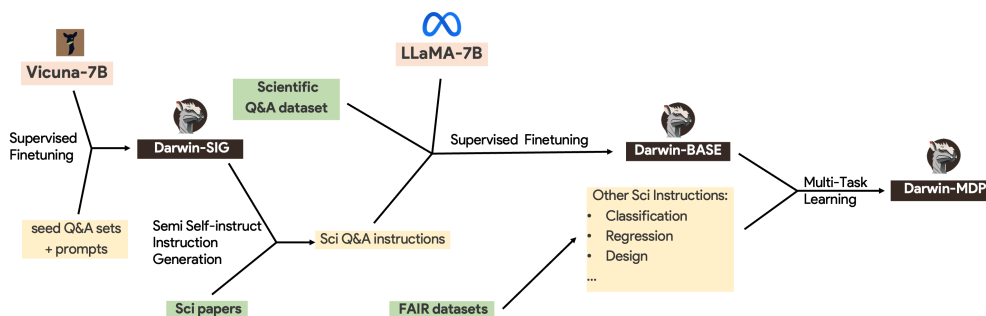 LLaMA-7B
Vicuna-7B
Scientific
Q&A dataset
Supervised
Finetuning
Darwin-SIG
Supervised Finetuning
Darwin-BASE
Multi-Task
Learning
Darwin-MDP
seed Q&A sets
+ prompts
Semi Self-instruct
Instruction
Generation
Sci Q&A instructions
Other Sci Instructions:
• Classification
• Regression
• Design
...
Sci papers
FAIR datasets